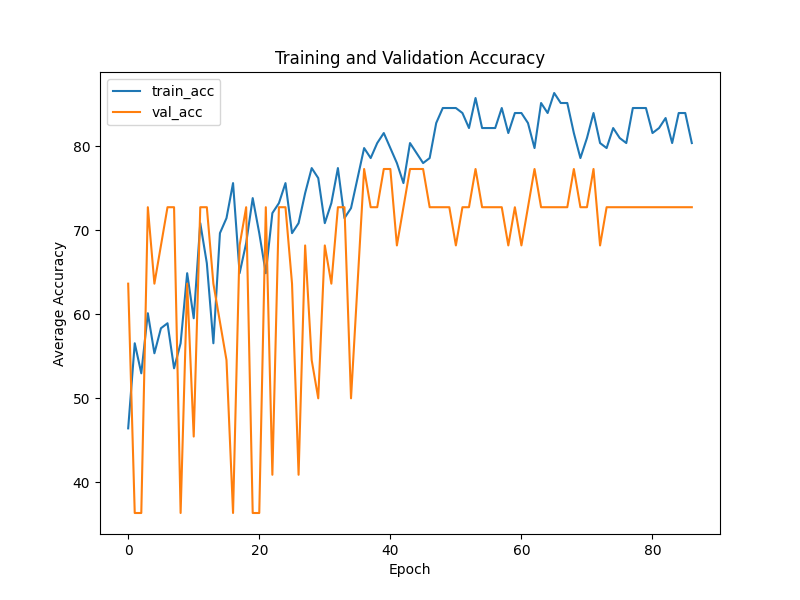 Training and Validation Accuracy
train_acc
val_acc
80
70
60
50
40
Average Accuracy
0 20 40 60 80
Epoch